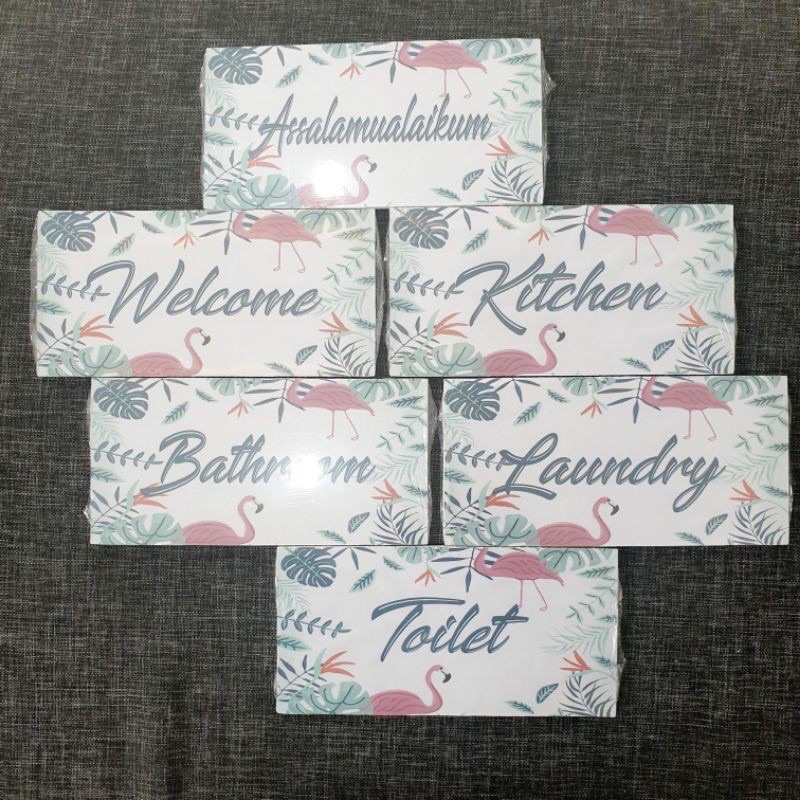 Assalamualaikum
Welcome
Kitchen
Bathroom
Laundry
Toilet